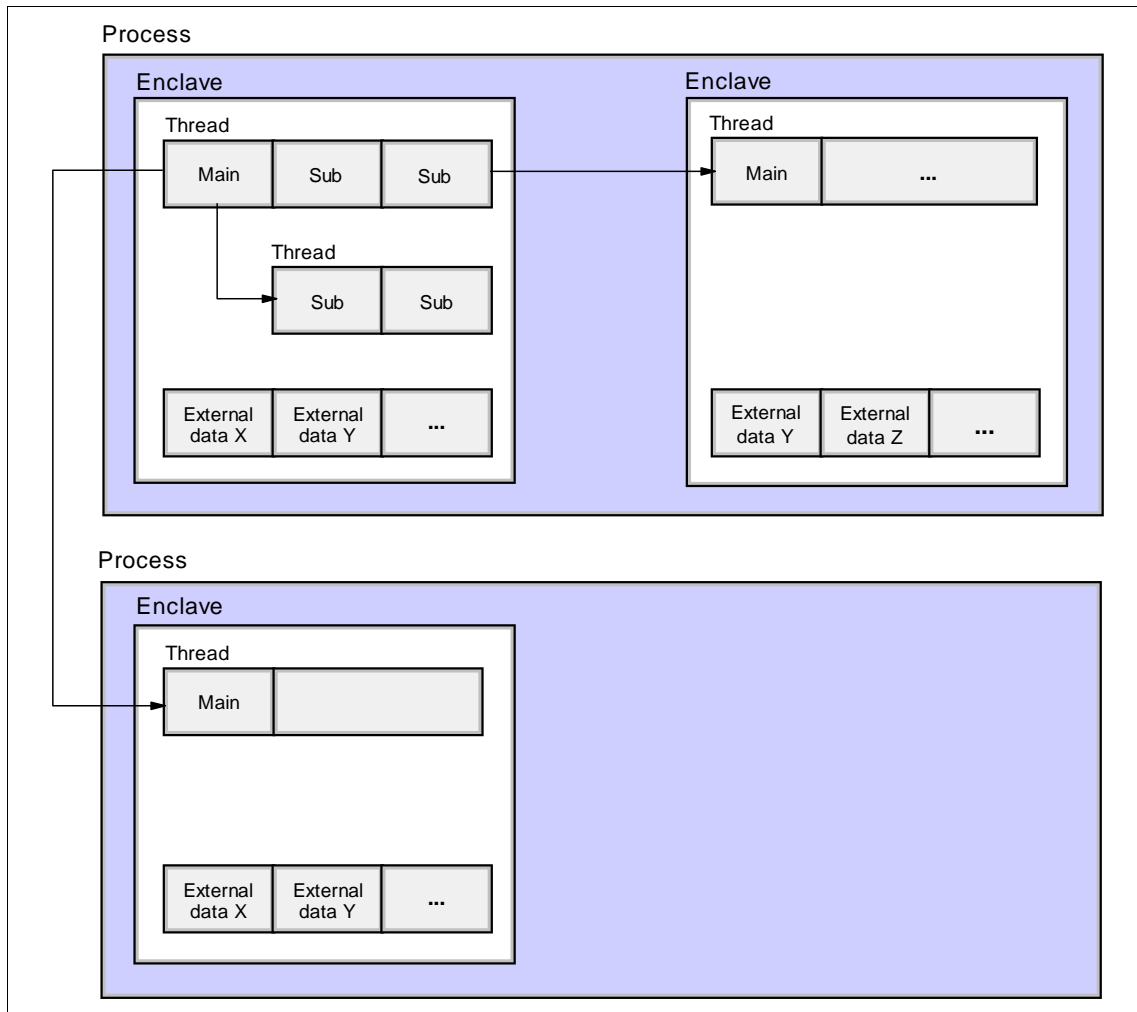 Process
Enclave
Enclave
Thread
Thread
Main
Sub
Sub
Main
...
Thread
Sub
Sub
External
data X
External
data Y
...
External
data Y
External
data Z
...
Process
Enclave
Thread
Main
External
data X
External
data Y
...